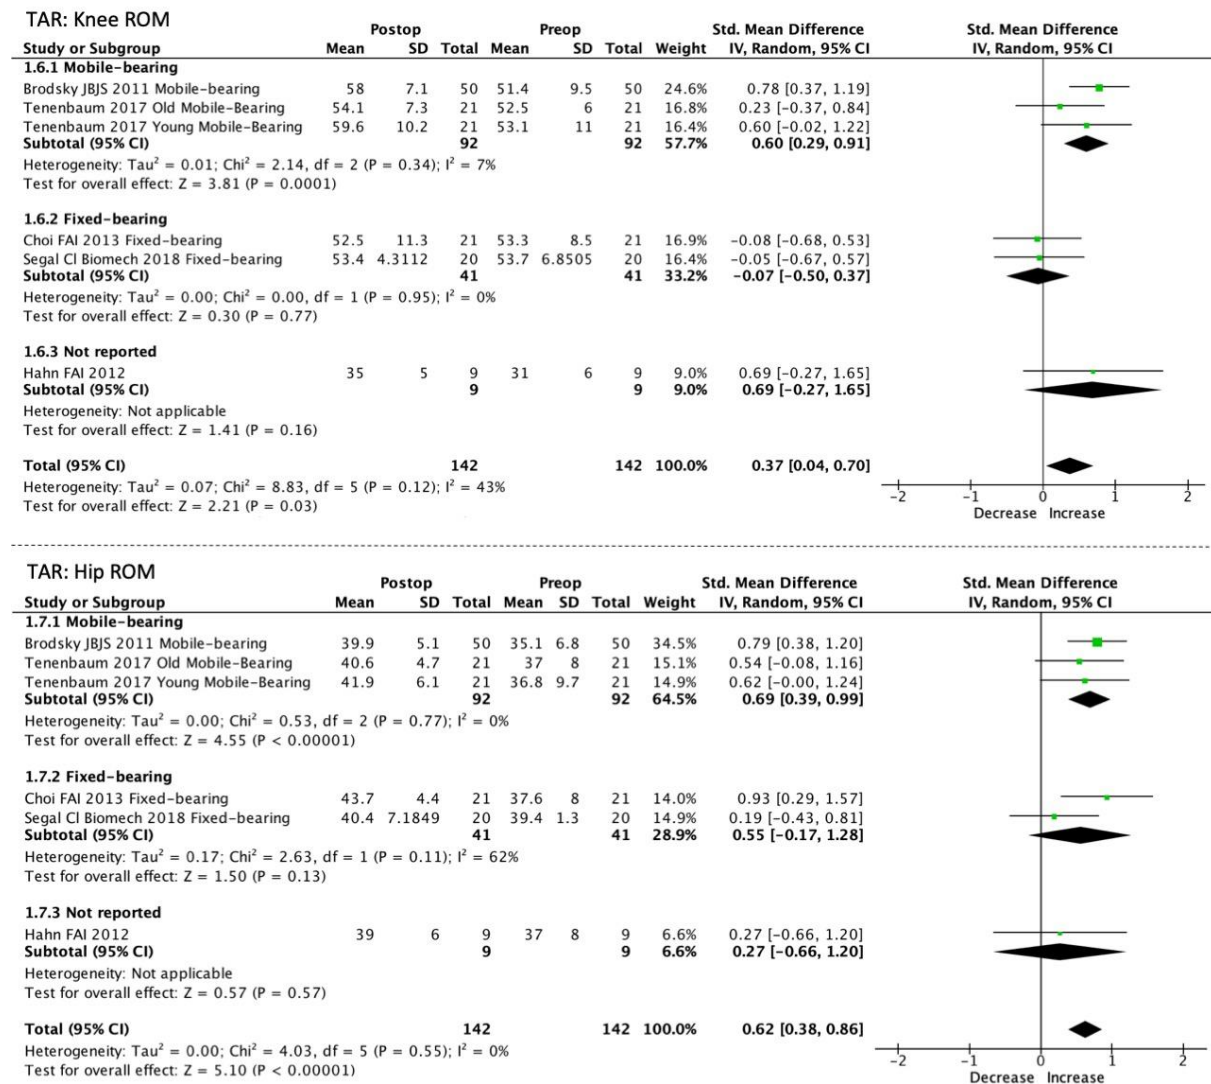 TAR: Knee ROM
Postop Preop Std. Mean Difference Std. Mean Difference
Study or Subgroup Mean SD Total Mean SD Total Weight IV, Random, 95% CI IV, Random, 95% CI
1.6.1 Mobile-bearing
Brodsky JBJS 2011 Mobile-bearing 58 7.1 50 51.4 9.5 50 24.6% 0.78 [0.37, 1.19]
Tenenbaum 2017 Old Mobile-Bearing 54.1 7.3 21 52.5 6 21 16.8% 0.23 [-0.37, 0.84]
Tenenbaum 2017 Young Mobile-Bearing 59.6 10.2 21 53.1 11 21 16.4% 0.60 [-0.02, 1.22]
Subtotal (95% CI) 92 92 57.7% 0.60 [0.29, 0.91]
Heterogeneity: Tau² = 0.01; Chi² = 2.14, df = 2 (P = 0.34); I² = 7%
Test for overall effect: Z = 3.81 (P = 0.0001)
1.6.2 Fixed-bearing
Choi FAI 2013 Fixed-bearing 52.5 11.3 21 53.3 8.5 21 16.9% -0.08 [-0.68, 0.53]
Segal Cl Biomech 2018 Fixed-bearing 53.4 4.3112 20 53.7 6.8505 20 16.4% -0.05 [-0.67, 0.57]
Subtotal (95% CI) 41 41 33.2% -0.07 [-0.50, 0.37]
Heterogeneity: Tau² = 0.00; Chi² = 0.00, df = 1 (P = 0.95); I² = 0%
Test for overall effect: Z = 0.30 (P = 0.77)
1.6.3 Not reported
Hahn FAI 2012 35 5 9 31 6 9 9.0% 0.69 [-0.27, 1.65]
Subtotal (95% CI) 9 9 9.0% 0.69 [-0.27, 1.65]
Heterogeneity: Not applicable
Test for overall effect: Z = 1.41 (P = 0.16)
Total (95% CI) 142 142 100.0% 0.37 [0.04, 0.70]
Heterogeneity: Tau² = 0.07; Chi² = 8.83, df = 5 (P = 0.12); I² = 43%
Test for overall effect: Z = 2.21 (P = 0.03)
-2 -1 0 1 2
Decrease Increase
TAR: Hip ROM
Postop Preop Std. Mean Difference Std. Mean Difference
Study or Subgroup Mean SD Total Mean SD Total Weight IV, Random, 95% CI IV, Random, 95% CI
1.7.1 Mobile-bearing
Brodsky JBJS 2011 Mobile-bearing 39.9 5.1 50 35.1 6.8 50 34.5% 0.79 [0.38, 1.20]
Tenenbaum 2017 Old Mobile-Bearing 40.6 4.7 21 37 8 21 15.1% 0.54 [-0.08, 1.16]
Tenenbaum 2017 Young Mobile-Bearing 41.9 6.1 21 36.8 9.7 21 14.9% 0.62 [-0.00, 1.24]
Subtotal (95% CI) 92 92 64.5% 0.69 [0.39, 0.99]
Heterogeneity: Tau² = 0.00; Chi² = 0.53, df = 2 (P = 0.77); I² = 0%
Test for overall effect: Z = 4.55 (P < 0.00001)
1.7.2 Fixed-bearing
Choi FAI 2013 Fixed-bearing 43.7 4.4 21 37.6 8 21 14.0% 0.93 [0.29, 1.57]
Segal Cl Biomech 2018 Fixed-bearing 40.4 7.1849 20 39.4 1.3 20 14.9% 0.19 [-0.43, 0.81]
Subtotal (95% CI) 41 41 28.9% 0.55 [-0.17, 1.28]
Heterogeneity: Tau² = 0.17; Chi² = 2.63, df = 1 (P = 0.11); I² = 62%
Test for overall effect: Z = 1.50 (P = 0.13)
1.7.3 Not reported
Hahn FAI 2012 39 6 9 37 8 9 6.6% 0.27 [-0.66, 1.20]
Subtotal (95% CI) 9 9 6.6% 0.27 [-0.66, 1.20]
Heterogeneity: Not applicable
Test for overall effect: Z = 0.57 (P = 0.57)
Total (95% CI) 142 142 100.0% 0.62 [0.38, 0.86]
Heterogeneity: Tau² = 0.00; Chi² = 4.03, df = 5 (P = 0.55); I² = 0%
Test for overall effect: Z = 5.10 (P < 0.00001)
-2 -1 0 1 2
Decrease Increase